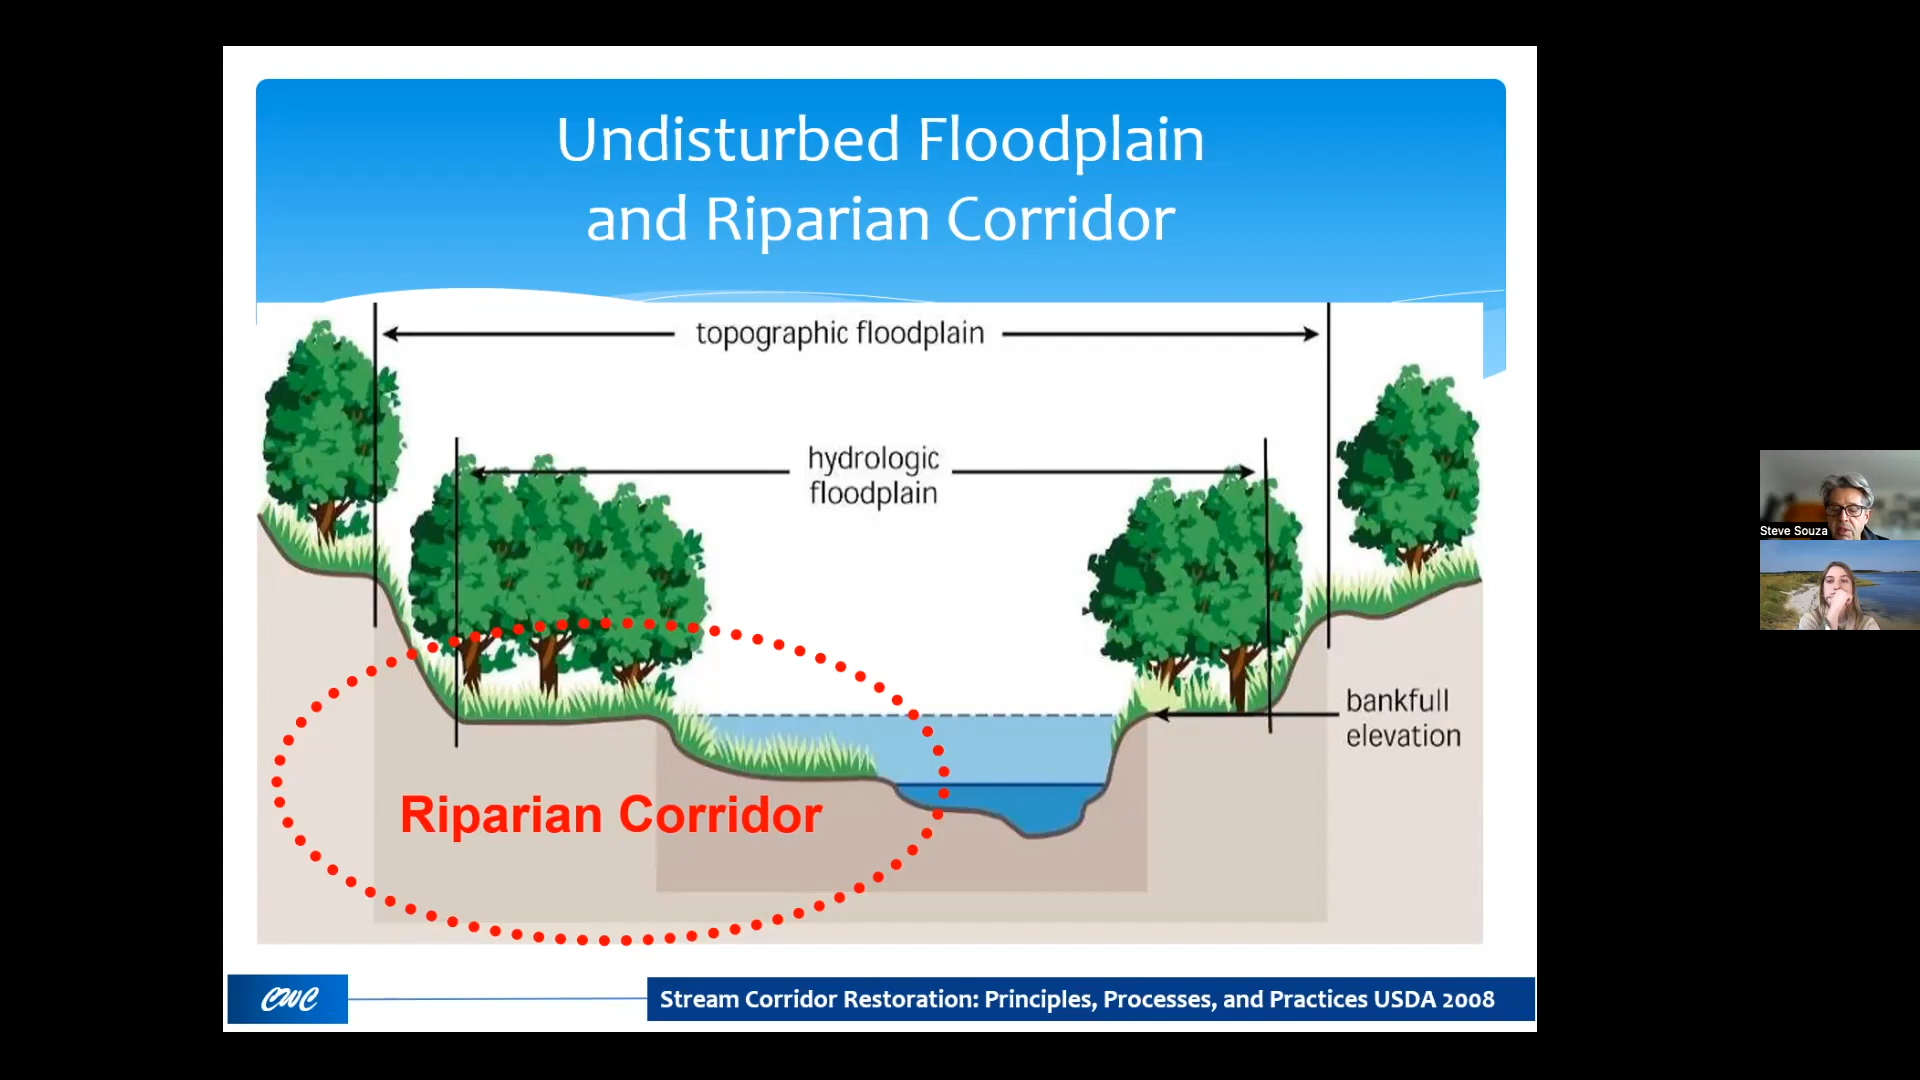 Undisturbed Floodplain
and Riparian Corridor
topographic floodplain
hydrologic
floodplain
bankfull
elevation
Riparian Corridor
CWC
Stream Corridor Restoration: Principles, Processes, and Practices USDA 2008
Steve Souza